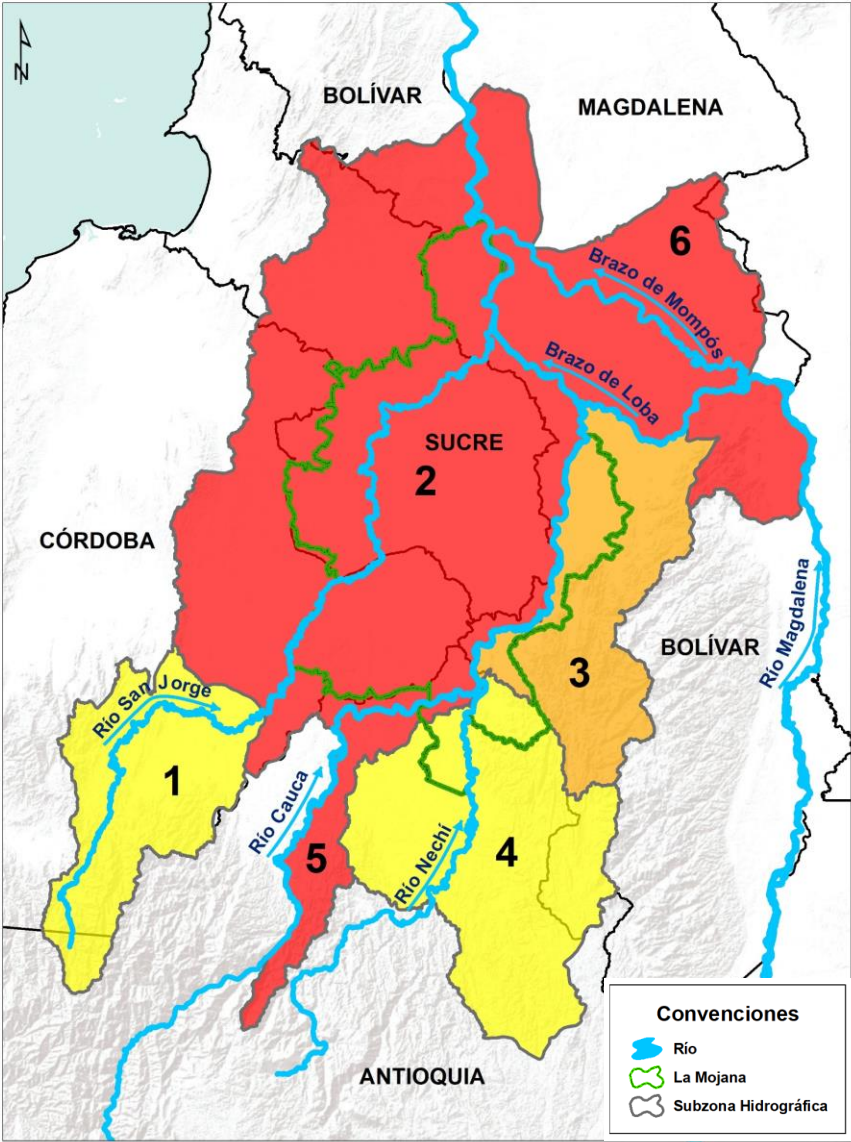 N
BOLÍVAR
MAGDALENA
6
Brazo de Mompós
Brazo de Loba
SUCRE
2
CÓRDOBA
Río Magdalena
BOLÍVAR
3
Río San Jorge
1
Río Cauca
4
5
Río Nechí
ANTIOQUIA
Convenciones
Río
La Mojana
Subzona Hidrográfica